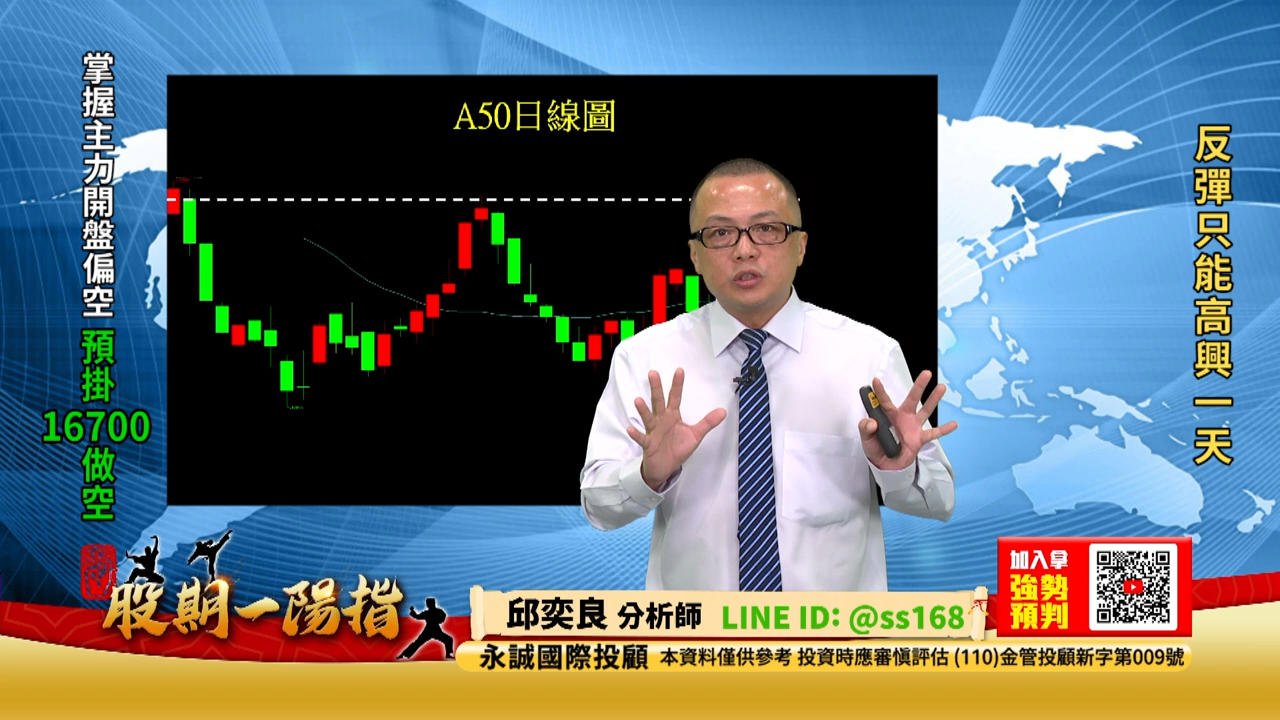 掌握主力開盤偏空
預掛
16700
做空
A50日線圖
反彈只能高興一天
股期一陽指
邱奕良 分析師 LINE ID: @ss168
永誠國際投顧 本資料僅供參考 投資時應審慎評估 (110)金管投顧新字第009號
加入拿
強勢
預判